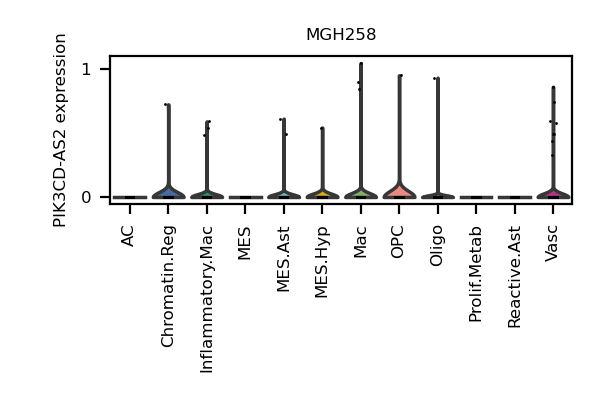 MGH258
PIK3CD-AS2 expression
1
0
AC
Chromatin.Reg
Inflammatory.Mac
MES
MES.Ast
MES.Hyp
Mac
OPC
Oligo
Prolif.Metab
Reactive.Ast
Vasc